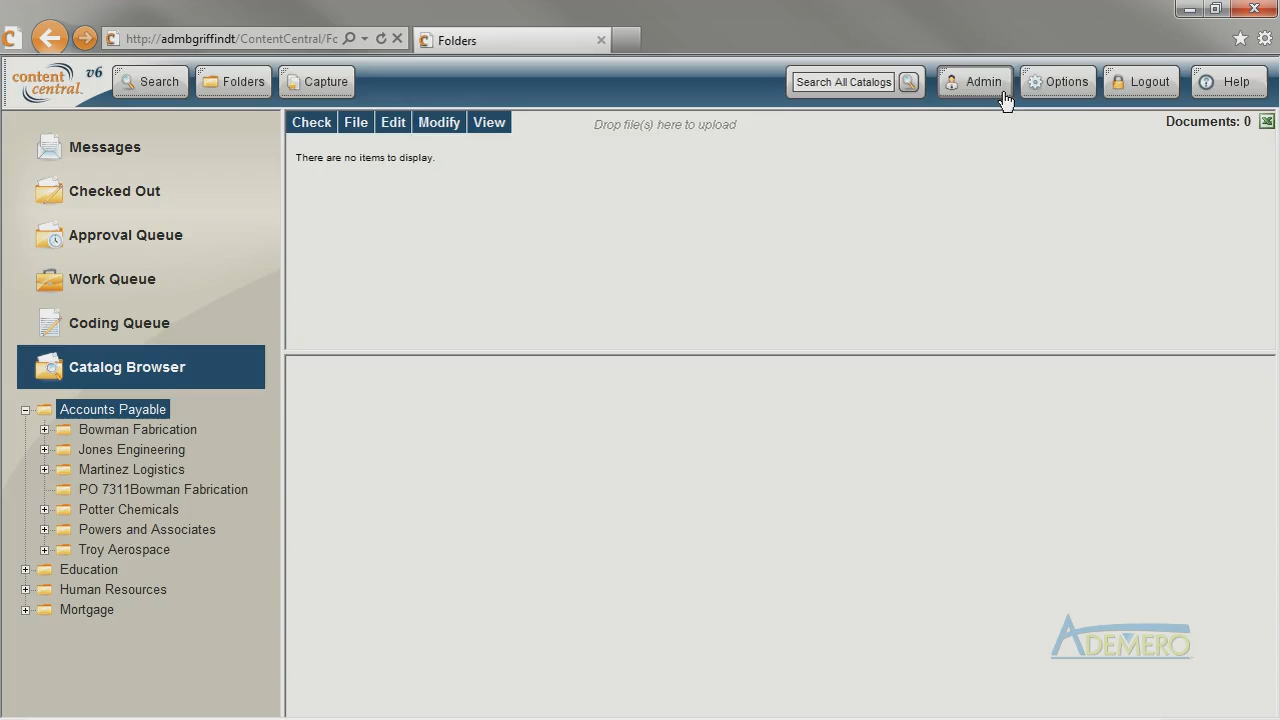 http://admbgriffindt/ContentCentral/Fc
Folders
content central. v6
Search
Folders
Capture
Search All Catalogs
Admin
Options
Logout
Help
Messages
Checked Out
Approval Queue
Work Queue
Coding Queue
Catalog Browser
Accounts Payable
Bowman Fabrication
Jones Engineering
Martinez Logistics
PO 7311Bowman Fabrication
Potter Chemicals
Powers and Associates
Troy Aerospace
Education
Human Resources
Mortgage
Check File Edit Modify View
Drop file(s) here to upload
Documents: 0
There are no items to display.
ADEMERO